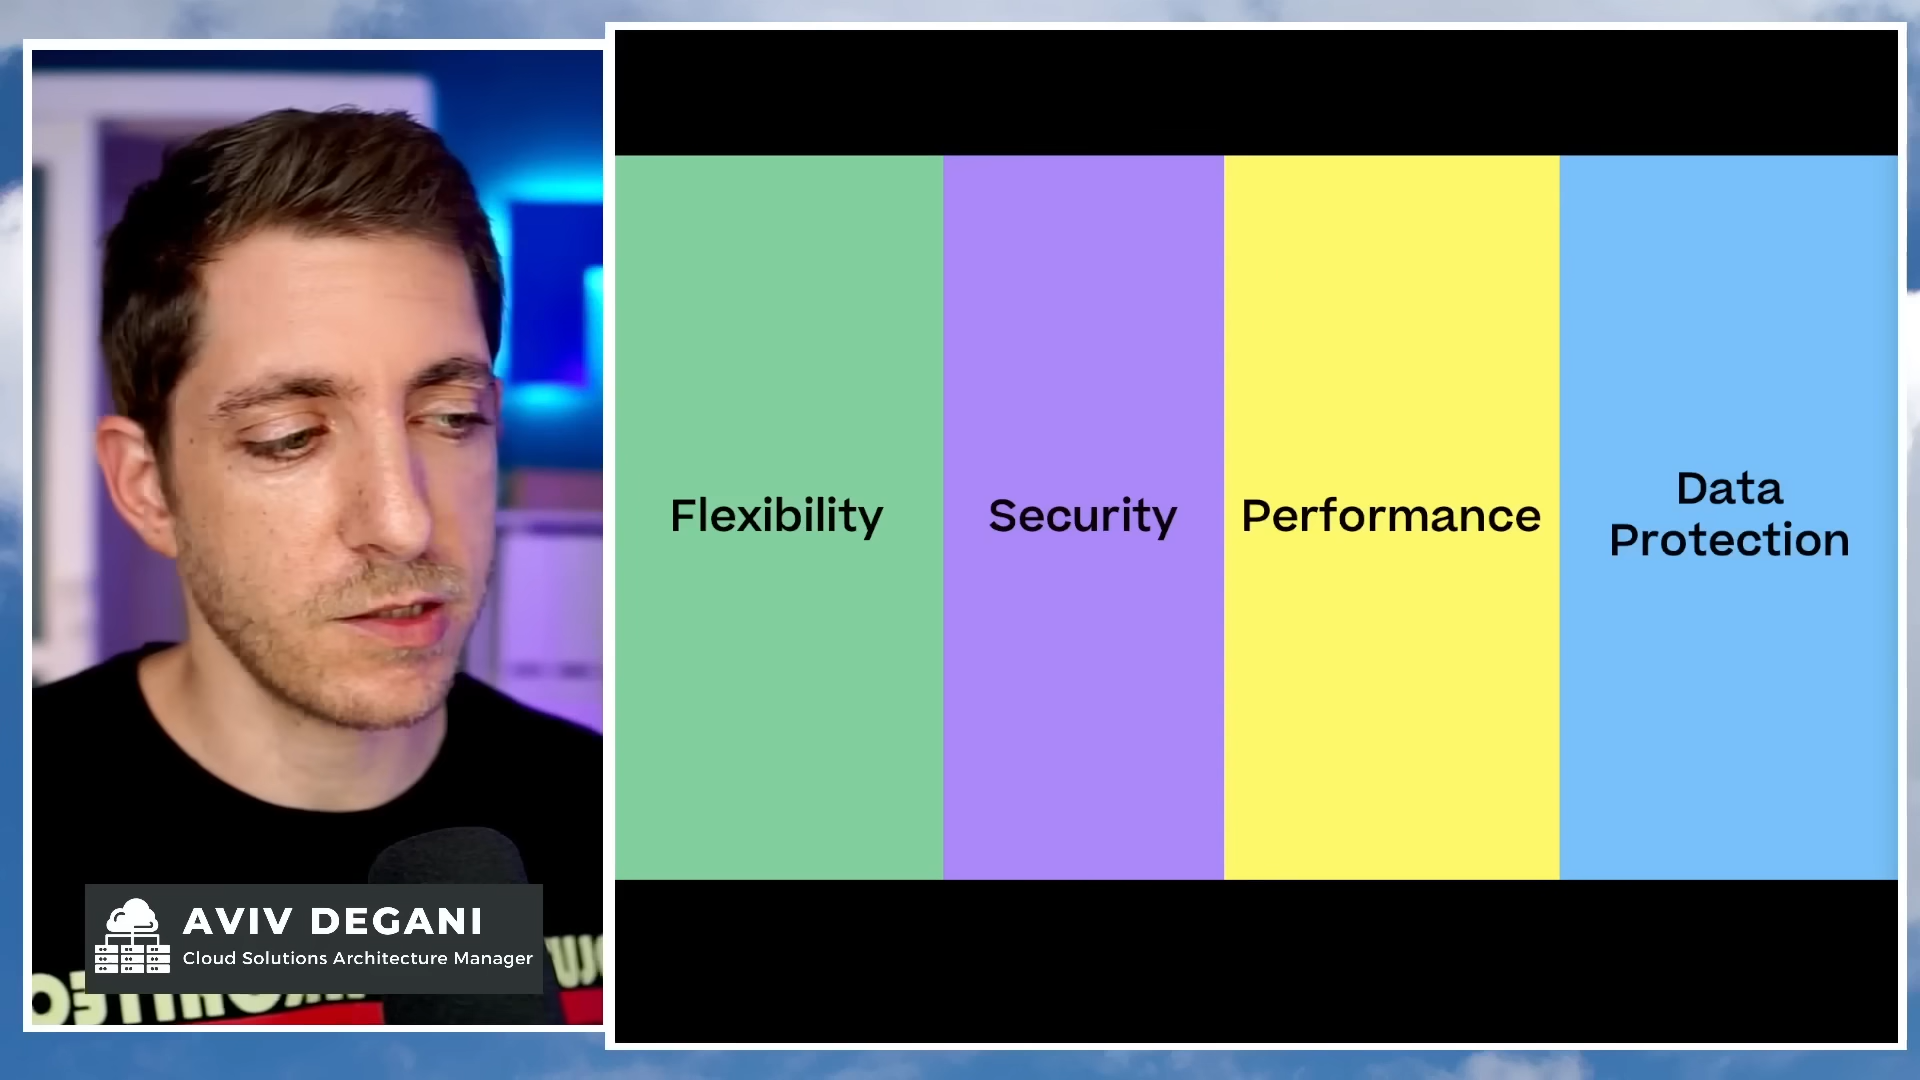 AVIV DEGANI
Cloud Solutions Architecture Manager
Flexibility
Security
Performance
Data
Protection